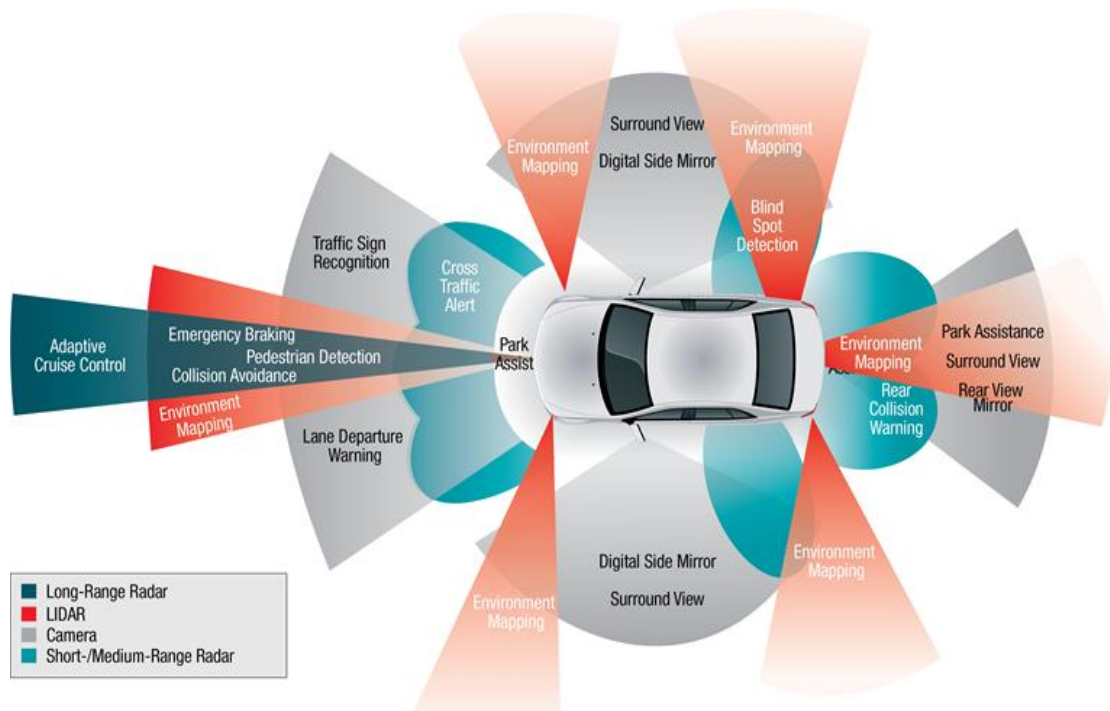 Surround View
Digital Side Mirror
Environment
Mapping
Environment
Mapping
Blind
Spot
Detection
Traffic Sign
Recognition
Cross
Traffic
Alert
Adaptive
Cruise Control
Emergency Braking
Pedestrian Detection
Collision Avoidance
Environment
Mapping
Lane Departure
Warning
Park
Assist
Environment
Mapping
Park Assistance
Surround View
Rear View
Mirror
Rear
Collision
Warning
Digital Side Mirror
Surround View
Environment
Mapping
Environment
Mapping
Long-Range Radar
LIDAR
Camera
Short-/Medium-Range Radar